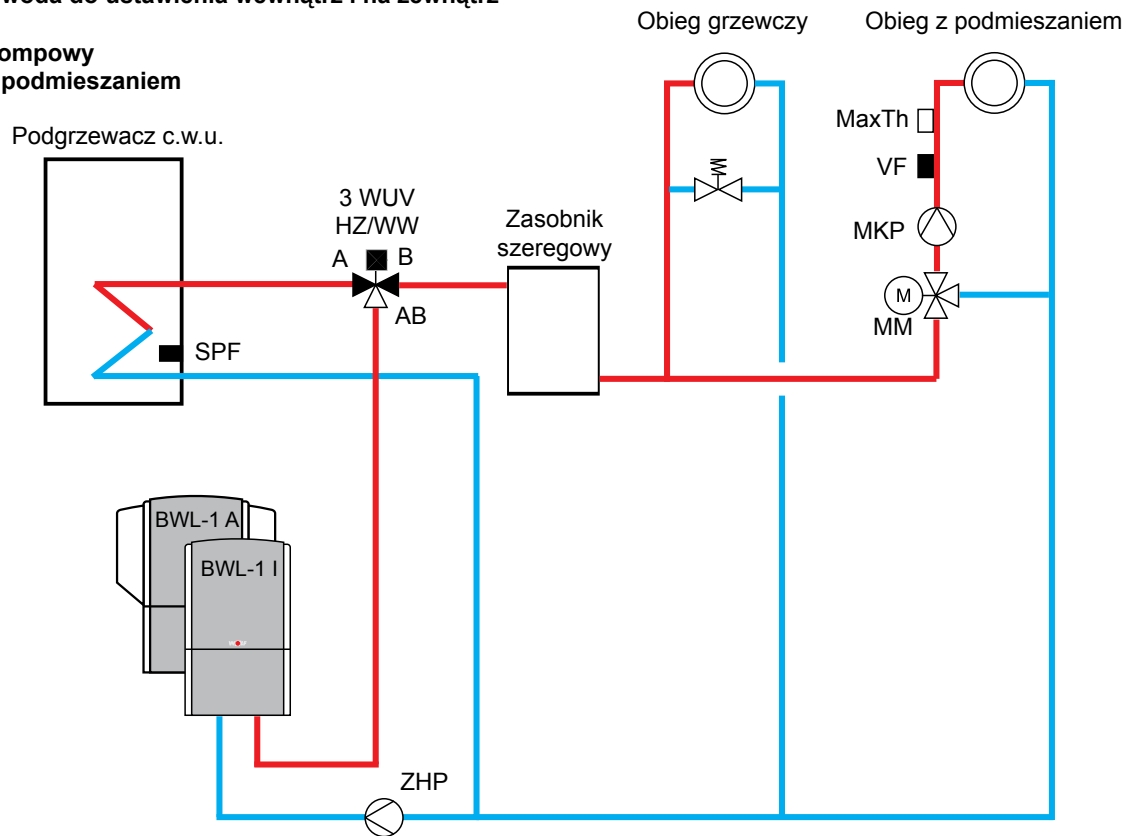 Obieg grzewczy
Obieg z podmieszaniem
podmieszaniem
Podgrzewacz c.w.u.
MaxTh
VF
3 WUV
HZ/WW
A
B
AB
Zasobnik
szeregowy
MKP
M
MM
SPF
BWL-1 A
BWL-1 I
ZHP